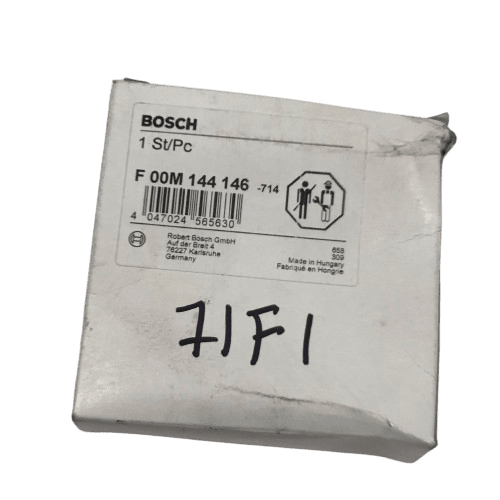 BOSCH
1 St/Pc
F 00M 144 146 -714
4 047024 565630
Robert Bosch GmbH
Auf der Breit 4
76227 Karlsruhe
Germany
658
309
Made in Hungary
Fabriqué en Hongrie
71F1